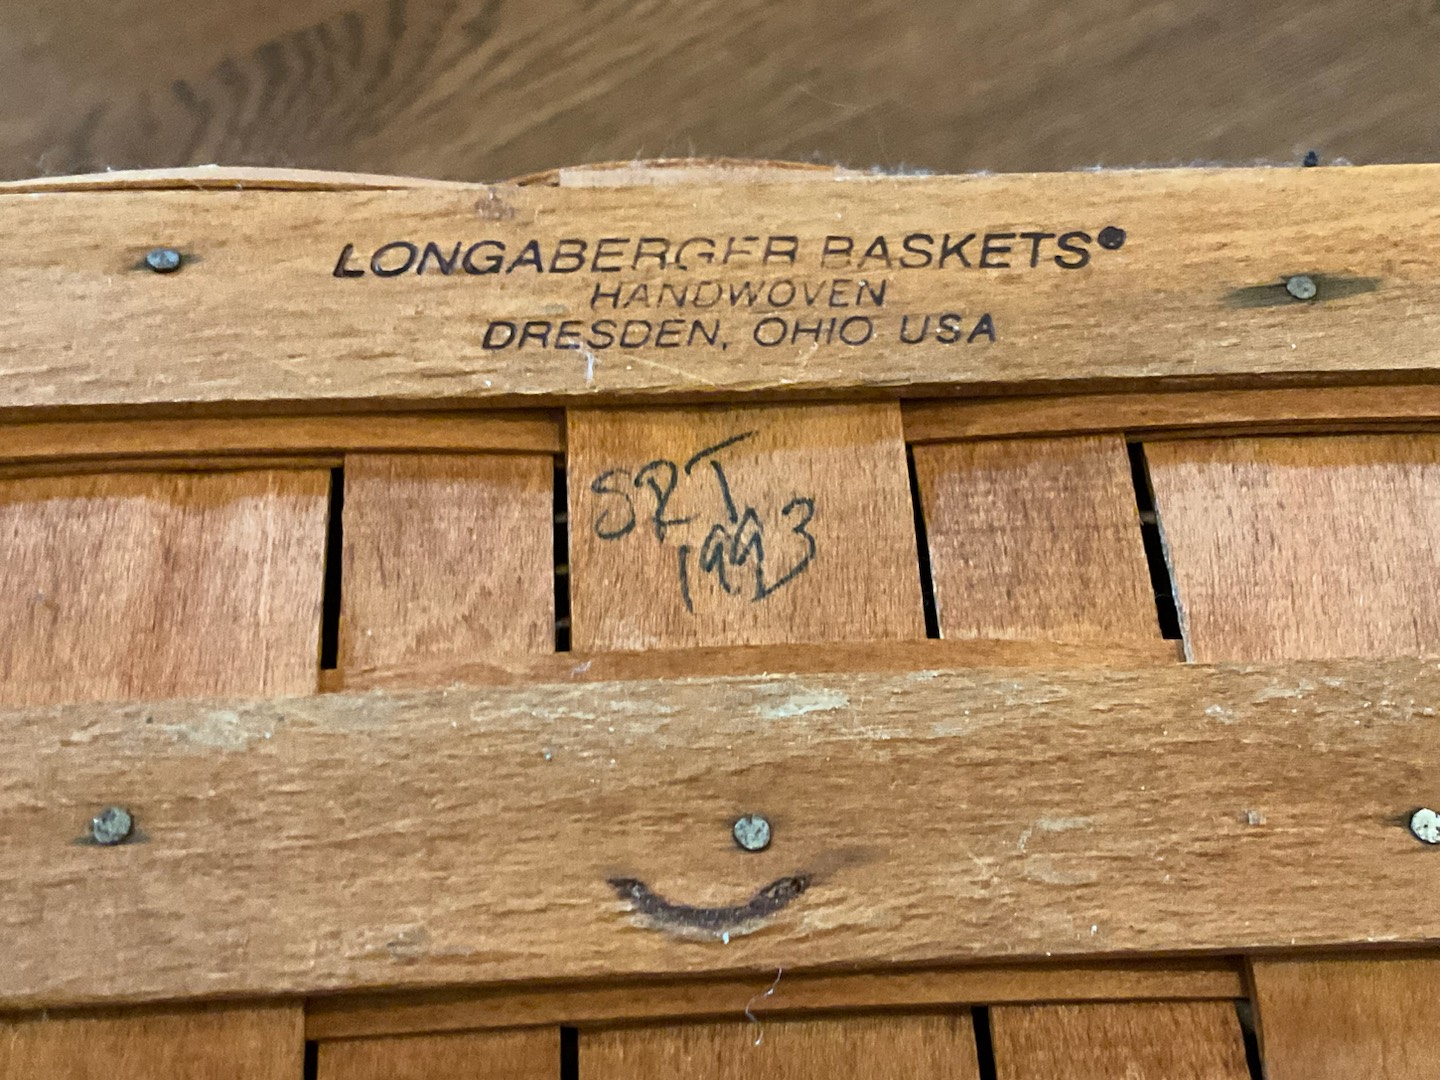 LONGABERGER BASKETS®
HANDWOVEN
DRESDEN, OHIO USA
SRT
1993